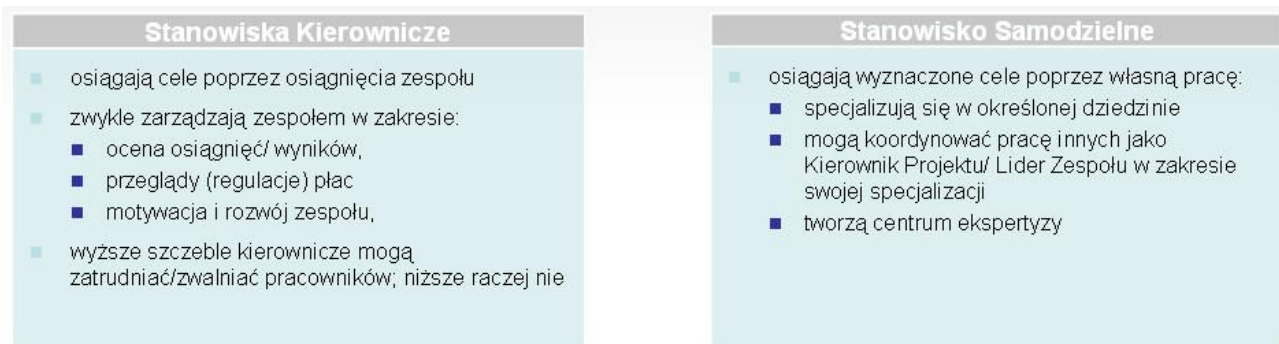 Stanowiska Kierownicze
osiągają cele poprzez osiągnięcia zespołu
zwykle zarządzają zespołem w zakresie:
ocena osiągnięć/ wyników,
przeglądy (regulacje) płac
motywacja i rozwój zespołu,
wyższe szczeble kierownicze mogą
zatrudniać/zwalniać pracowników; niższe raczej nie
Stanowisko Samodzielne
osiągają wyznaczone cele poprzez własną pracę:
specjalizują się w określonej dziedzinie
mogą koordynować pracę innych jako
Kierownik Projektu/ Lider Zespołu w zakresie
swojej specjalizacji
tworzą centrum ekspertyzy